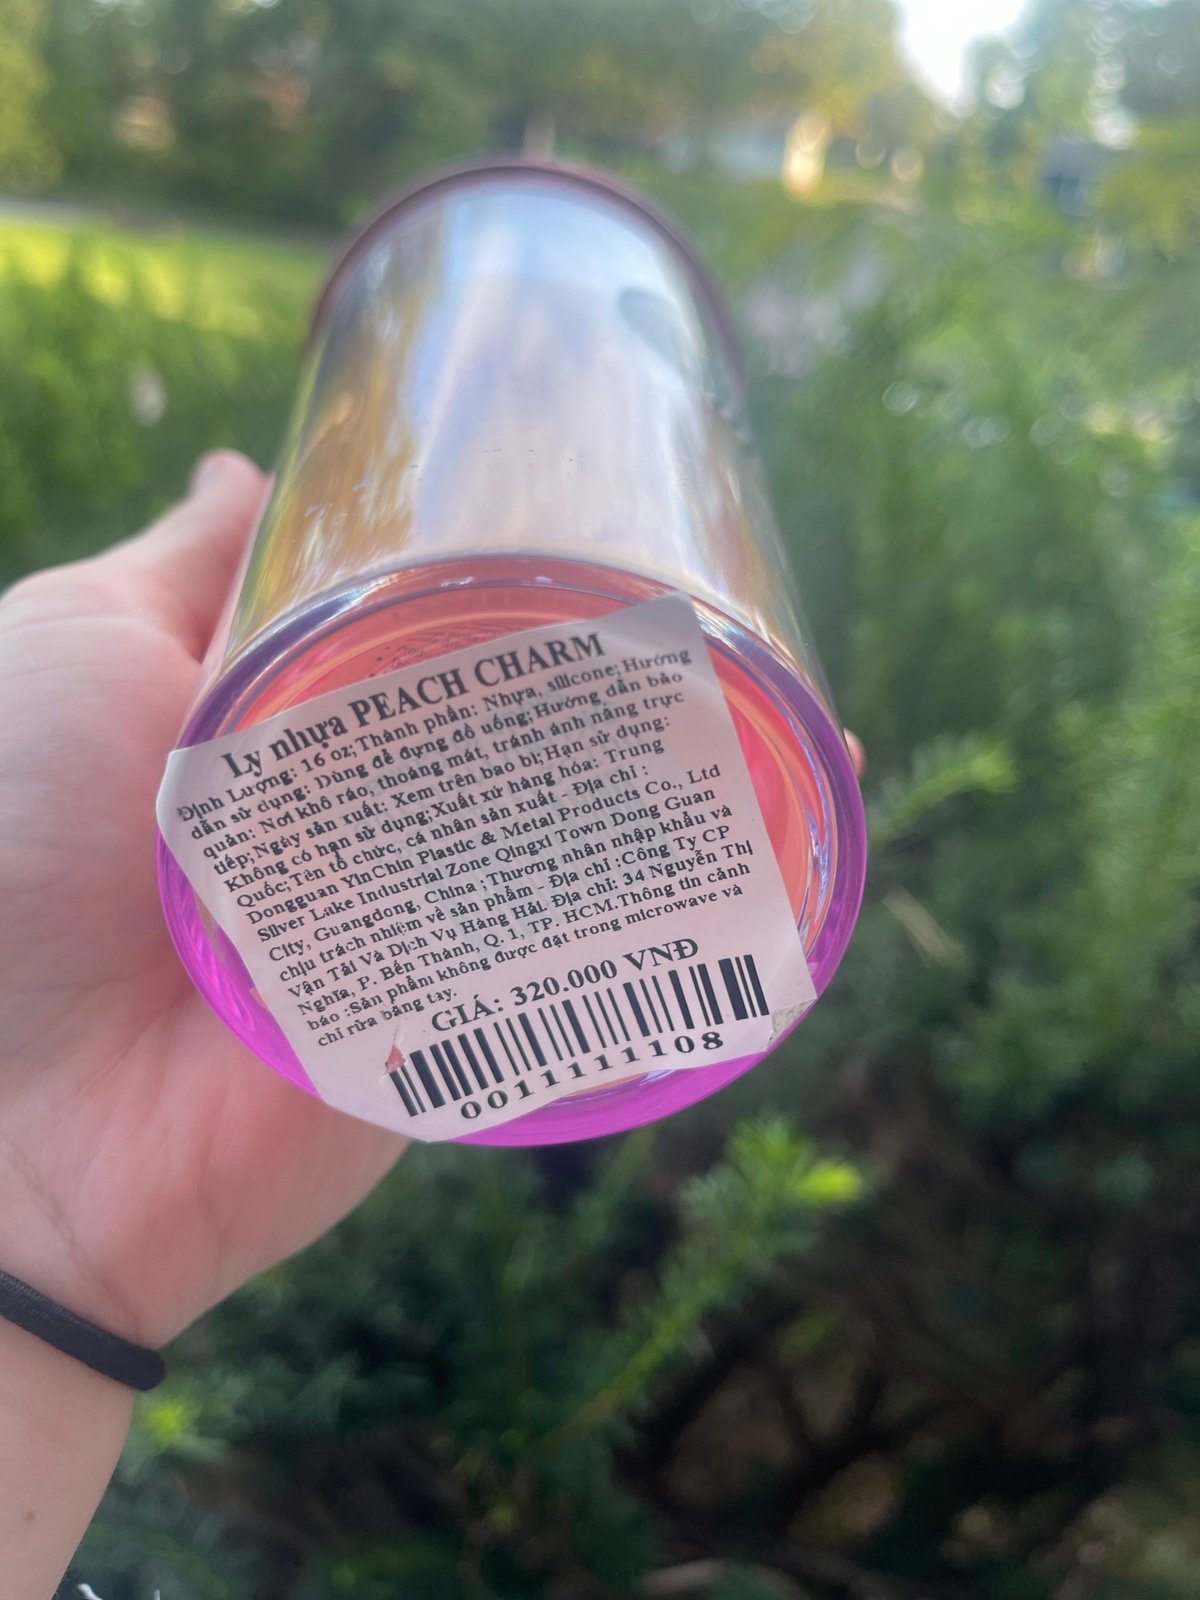 Ly nhựa PEACH CHARM
Định Lượng: 16 oz;Thành phần: Nhựa, silicone;Hướng
dẫn sử dụng: Dùng để đựng đồ uống;Hướng dẫn bảo
quản: Nơi khô ráo, thoáng mát, tránh ánh nắng trực
tiếp;Ngày sản xuất: Xem trên bao bì;Hạn sử dụng:
Không có hạn sử dụng;Xuất xứ hàng hóa: Trung
Quốc;Tên tổ chức, cá nhân sản xuất - Địa chỉ :
Dongguan YinChin Plastic & Metal Products Co., Ltd
Silver Lake Industrial Zone Qingxi Town Dong Guan
City, Guangdong, China ;Thương nhân nhập khẩu và
chịu trách nhiệm về sản phẩm - Địa chỉ :Công Ty CP
Vận Tải Và Dịch Vụ Hàng Hải. Địa chỉ: 34 Nguyễn Thị
Nghĩa, P. Bến Thành, Q. 1, TP. HCM.Thông tin cảnh
báo :Sản phẩm không được đặt trong microwave và
chỉ rửa bằng tay.
GIÁ: 320.000 VNĐ
0011111108